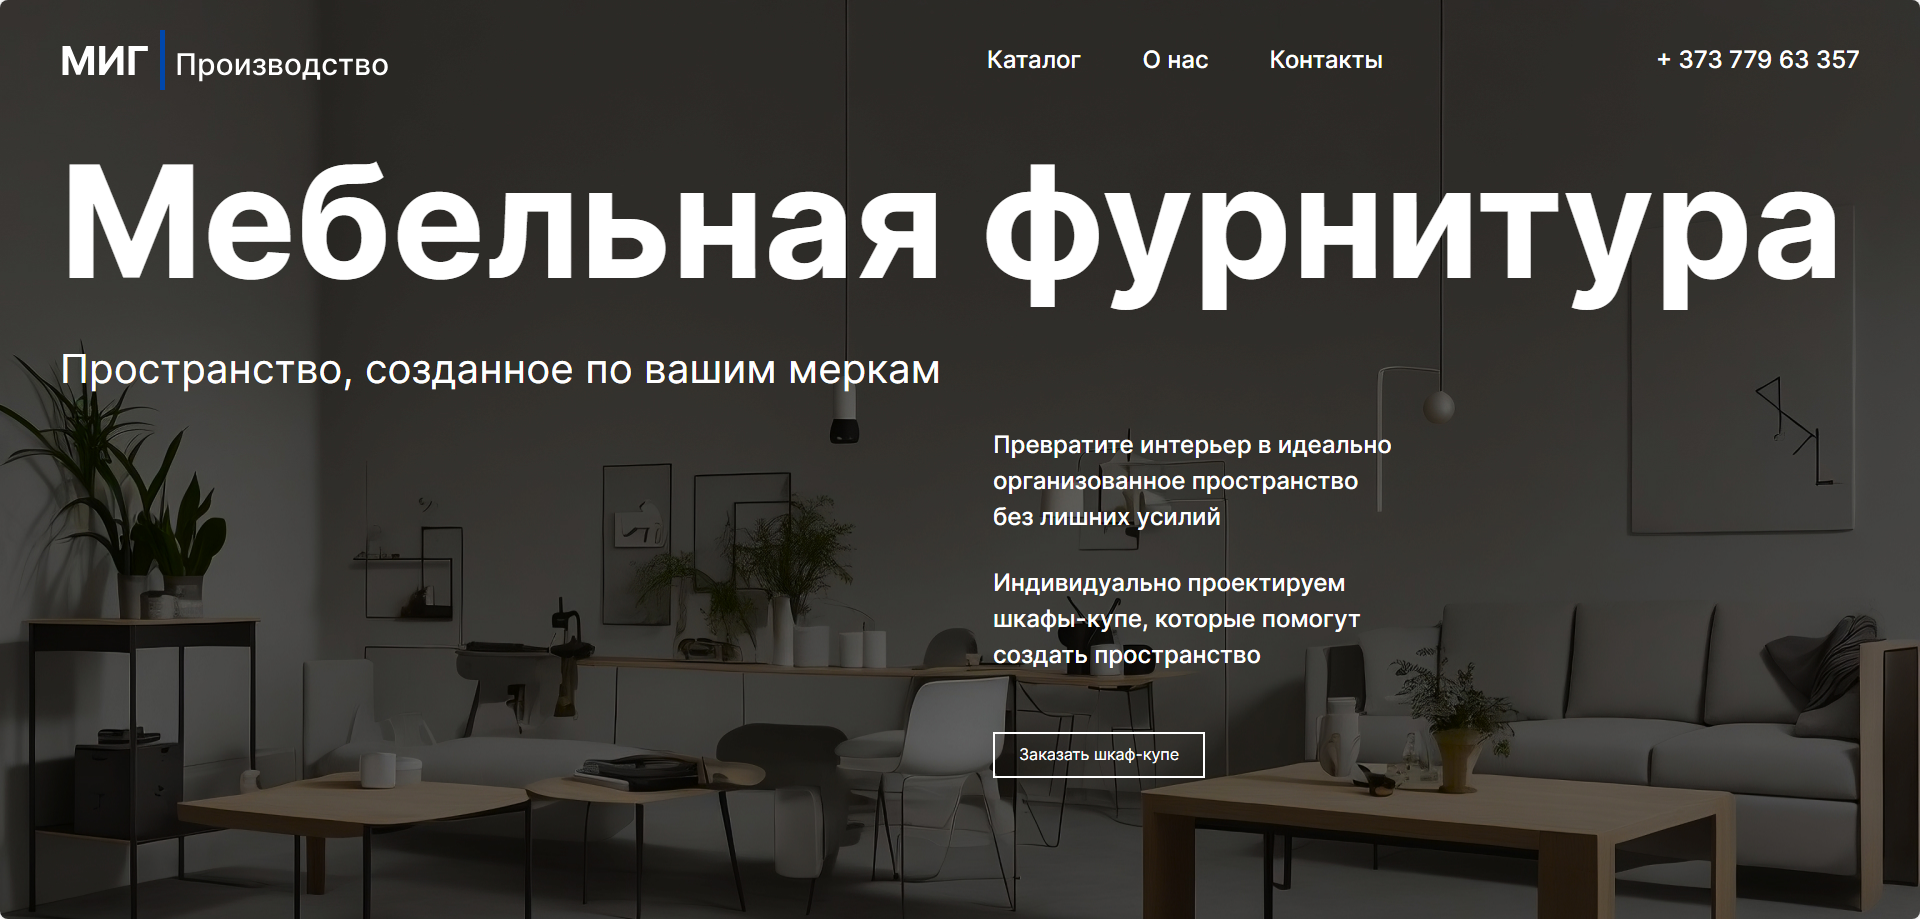 МИГ Производство
Каталог О нас Контакты + 373 779 63 357
Мебельная фурнитура
Пространство, созданное по вашим меркам
Превратите интерьер в идеально
организованное пространство
без лишних усилий
Индивидуально проектируем
шкафы-купе, которые помогут
создать пространство
Заказать шкаф-купе